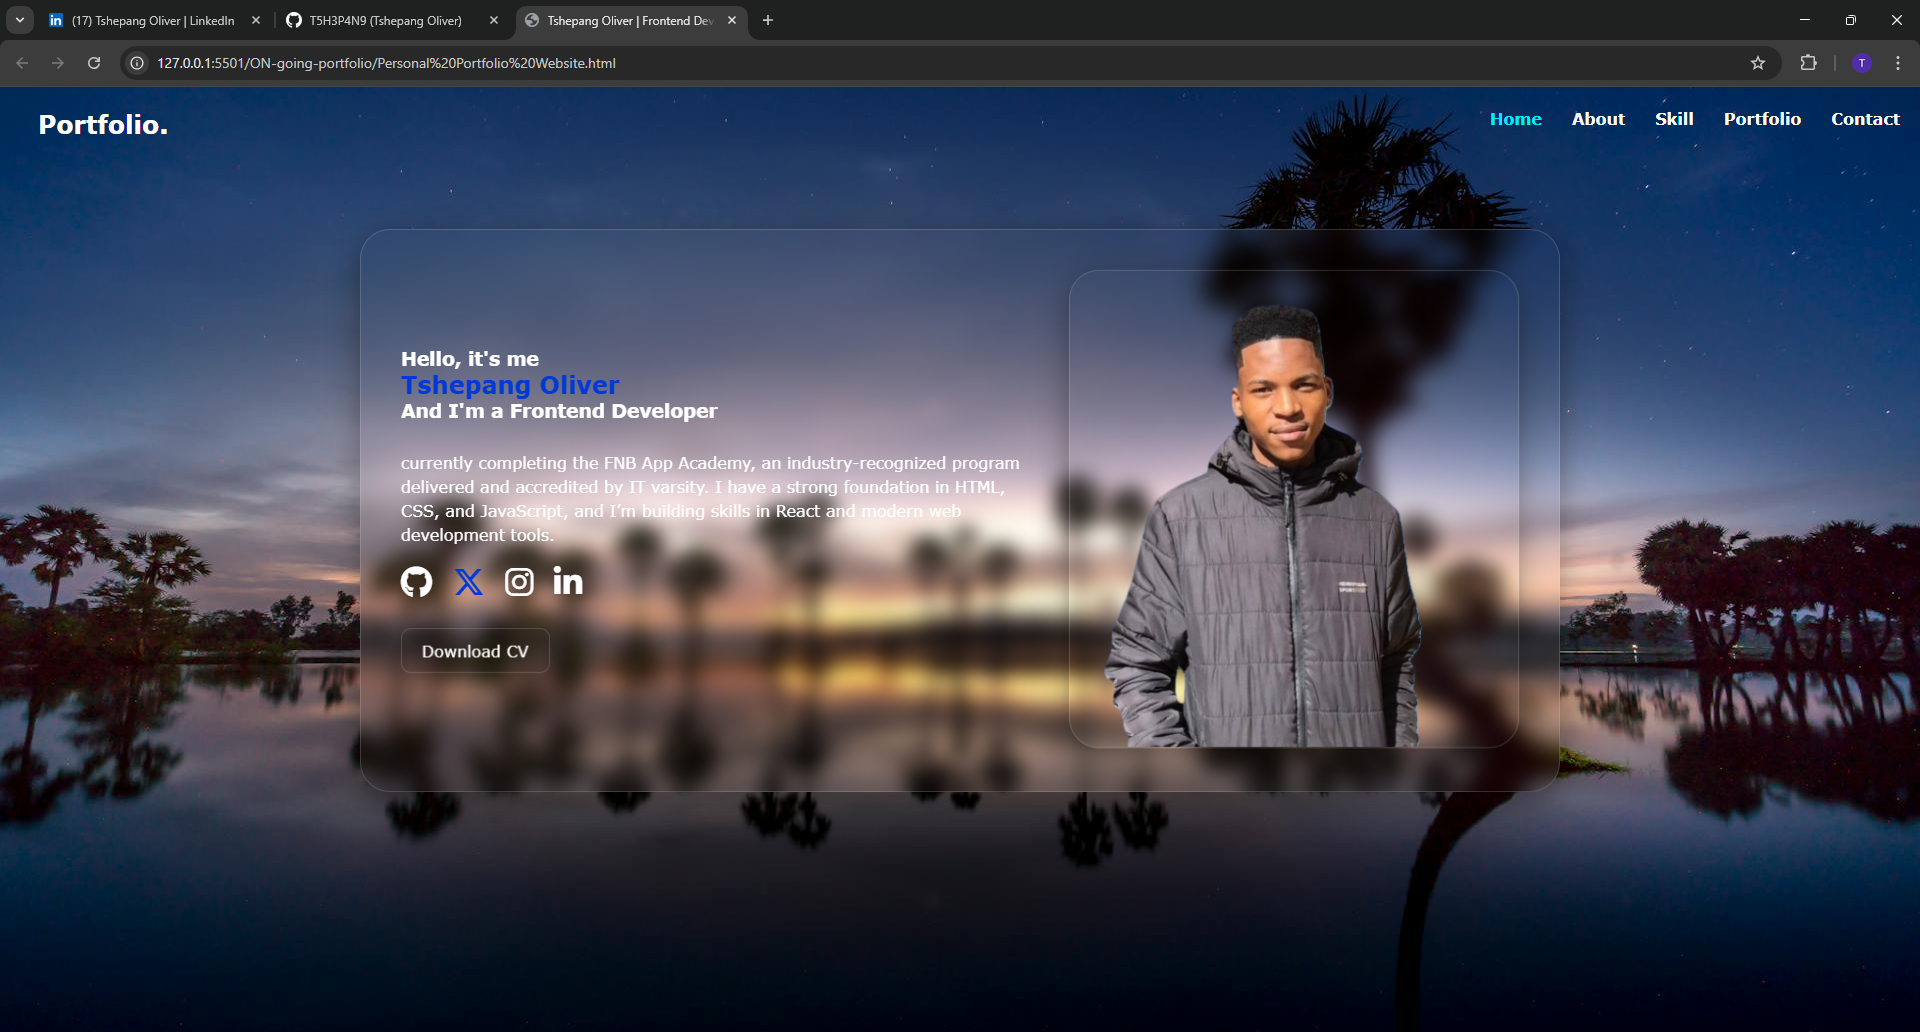 (17) Tshepang Oliver | LinkedIn
T5H3P4N9 (Tshepang Oliver)
Tshepang Oliver | Frontend Dev
127.0.0.1:5501/ON-going-portfolio/Personal%20Portfolio%20Website.html
T
Portfolio.
Home About Skill Portfolio Contact
Hello, it's me
Tshepang Oliver
And I'm a Frontend Developer
currently completing the FNB App Academy, an industry-recognized program
delivered and accredited by IT varsity. I have a strong foundation in HTML,
CSS, and JavaScript, and I’m building skills in React and modern web
development tools.
in
Download CV